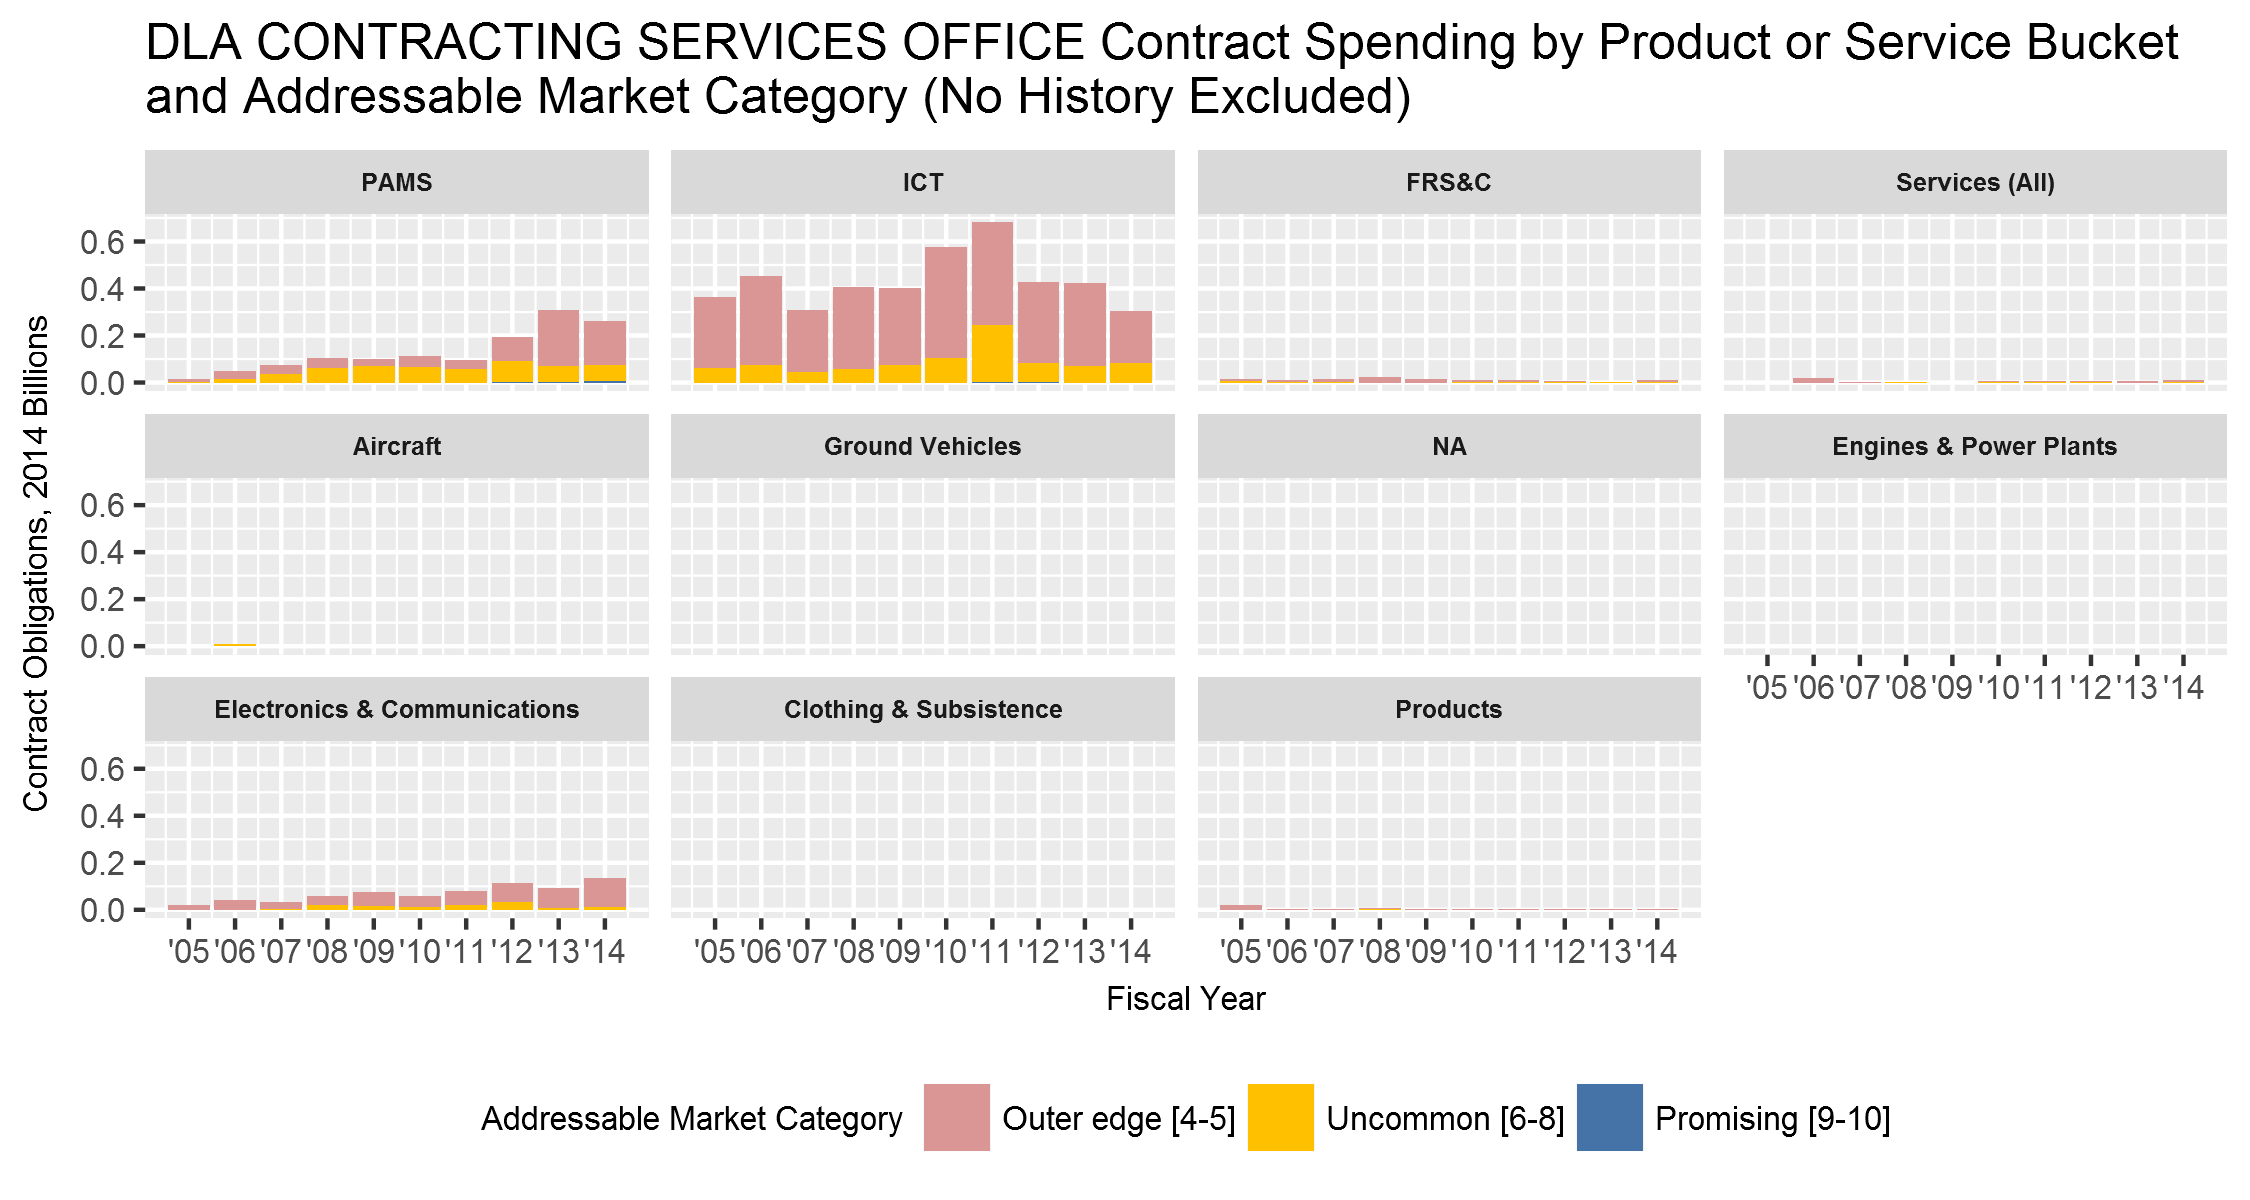 DLA CONTRACTING SERVICES OFFICE Contract Spending by Product or Service Bucket
and Addressable Market Category (No History Excluded)
PAMS
ICT
FRS&C
Services (All)
0.6
0.4
0.2
0.0
Aircraft
Ground Vehicles
NA
Engines & Power Plants
0.6
0.4
0.2
0.0
'05 '06 '07 '08 '09 '10 '11 '12 '13 '14
Electronics & Communications
Clothing & Subsistence
Products
0.6
0.4
0.2
0.0
'05 '06 '07 '08 '09 '10 '11 '12 '13 '14
'05 '06 '07 '08 '09 '10 '11 '12 '13 '14
'05 '06 '07 '08 '09 '10 '11 '12 '13 '14
Contract Obligations, 2014 Billions
Fiscal Year
Addressable Market Category
Outer edge [4-5]
Uncommon [6-8]
Promising [9-10]